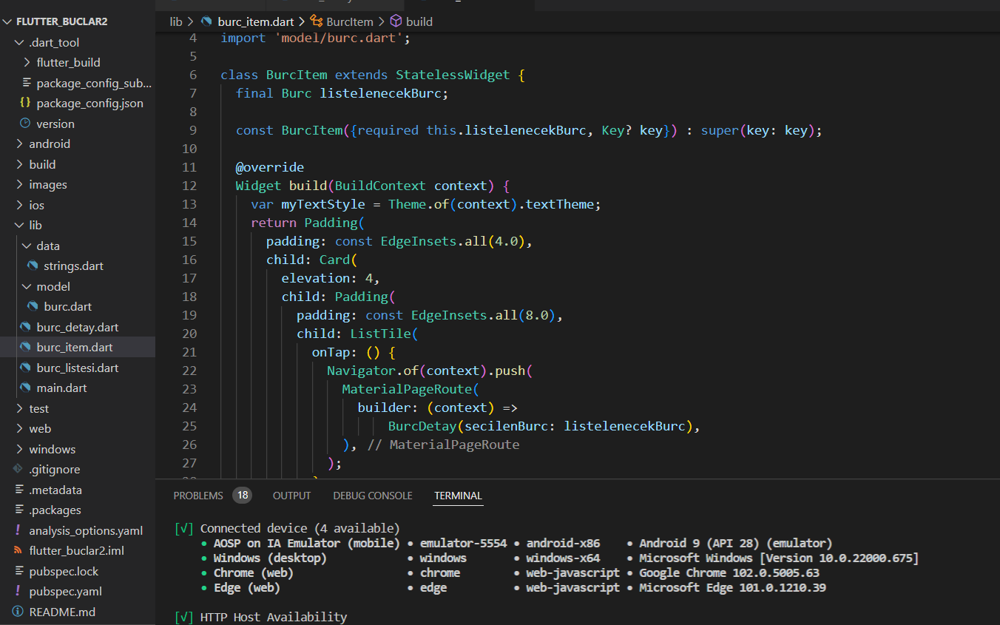 FLUTTER_BUCLAR2
.dart_tool
flutter_build
package_config_sub...
package_config.json
version
android
build
images
ios
lib
data
strings.dart
model
burc.dart
burc_detay.dart
burc_item.dart
burc_listesi.dart
main.dart
test
web
windows
.gitignore
.metadata
.packages
analysis_options.yaml
flutter_buclar2.iml
pubspec.lock
pubspec.yaml
README.md
lib > burc_item.dart > BurcItem > build
4 import 'model/burc.dart';
5
6 class BurcItem extends StatelessWidget {
7 final Burc listelenecekBurc;
8
9 const BurcItem({required this.listelenecekBurc, Key? key}) : super(key: key);
10
11 @override
12 Widget build(BuildContext context) {
13 var myTextStyle = Theme.of(context).textTheme;
14 return Padding(
15 padding: const EdgeInsets.all(4.0),
16 child: Card(
17 elevation: 4,
18 child: Padding(
19 padding: const EdgeInsets.all(8.0),
20 child: ListTile(
21 onTap: () {
22 Navigator.of(context).push(
23 MaterialPageRoute(
24 builder: (context) =>
25 BurcDetay(secilenBurc: listelenecekBurc),
26 ), // MaterialPageRoute
27 );
PROBLEMS 18 OUTPUT DEBUG CONSOLE TERMINAL
[√] Connected device (4 available)
• AOSP on IA Emulator (mobile) • emulator-5554 • android-x86 • Android 9 (API 28) (emulator)
• Windows (desktop) • windows • windows-x64 • Microsoft Windows [Version 10.0.22000.675]
• Chrome (web) • chrome • web-javascript • Google Chrome 102.0.5005.63
• Edge (web) • edge • web-javascript • Microsoft Edge 101.0.1210.39
[√] HTTP Host Availability